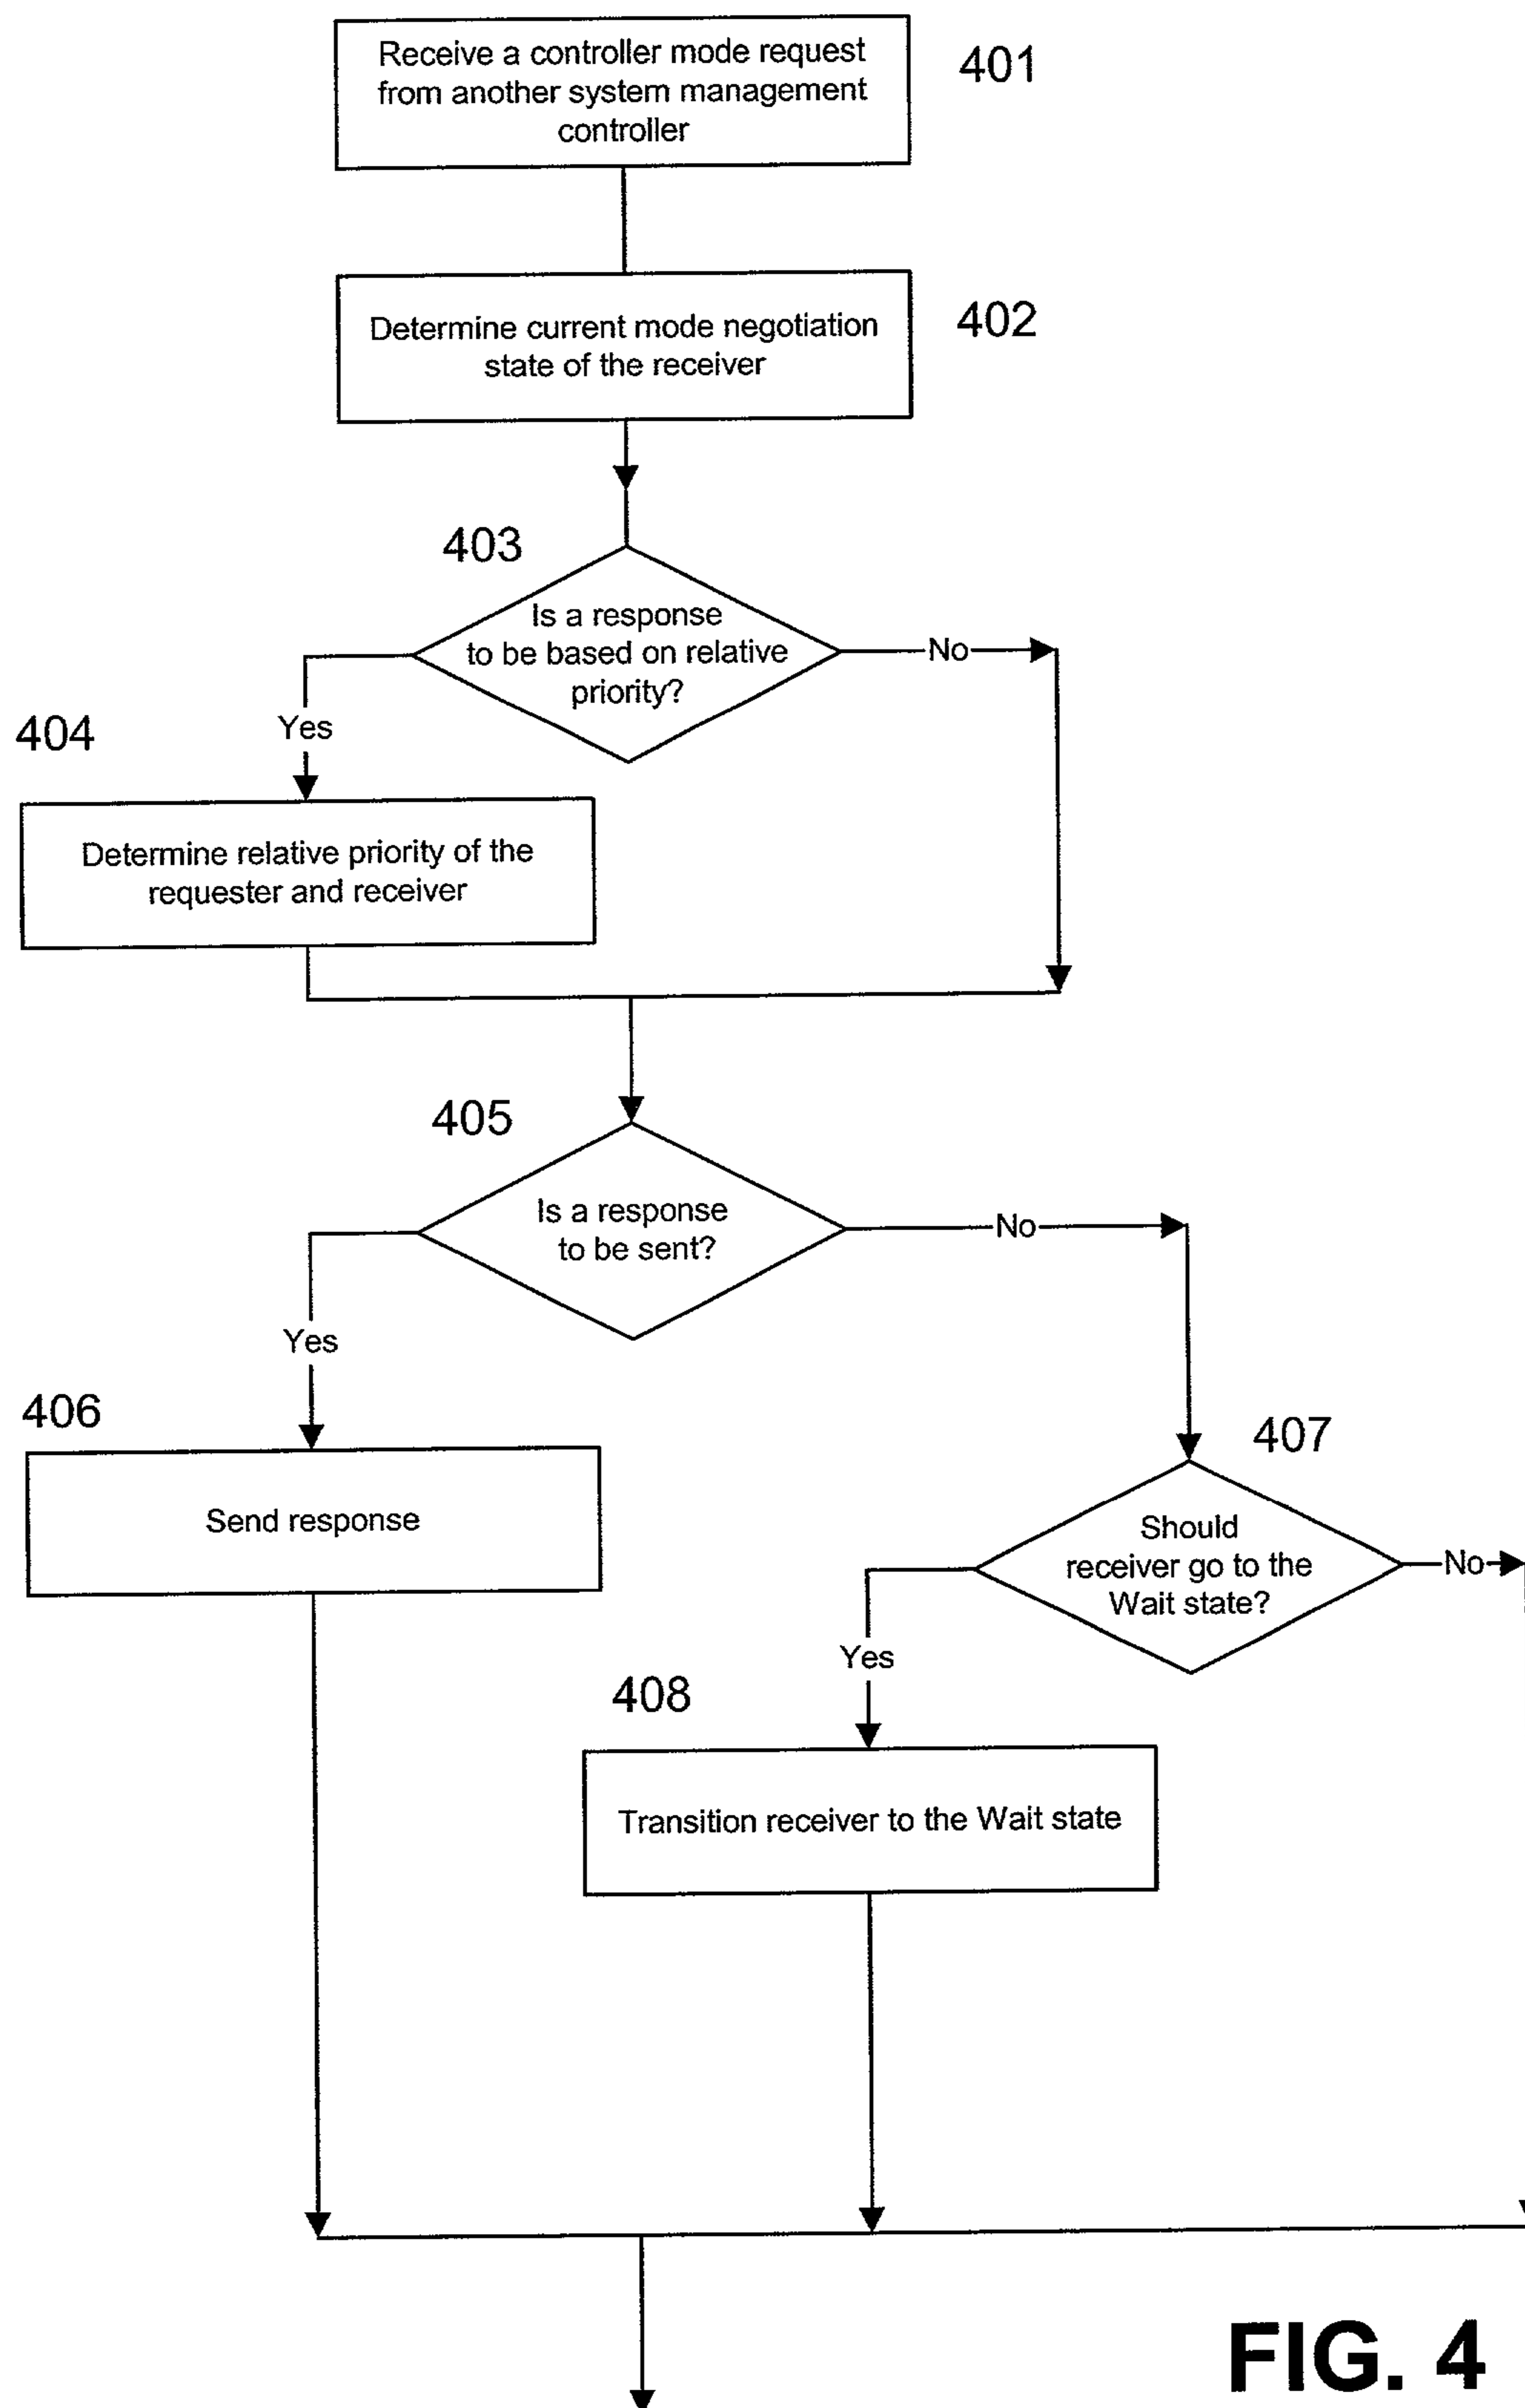 Receive a controller mode request
from another system management
controller
401
Determine current mode negotiation
state of the receiver
402
403
Is a response
to be based on relative
priority?
No
Yes
404
Determine relative priority of the
requester and receiver
405
Is a response
to be sent?
No
Yes
406
Send response
407
Should
receiver go to the
Wait state?
No
Yes
408
Transition receiver to the Wait state
FIG. 4